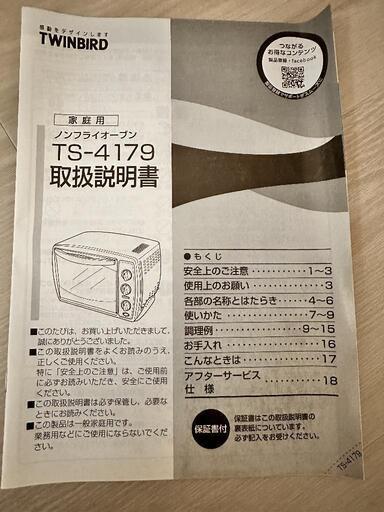 感動をデザインします
TWINBIRD
つながる
お得なコンテンツ
製品登録・facebook
家庭用
ノンフライオーブン
TS-4179
取扱説明書
●もくじ
安全上のご注意・・・・・・・・・・・1〜3
使用上のお願い・・・・・・・・・・・・・3
各部の名称とはたらき・・・・4〜6
使いかた・・・・・・・・・・・・・・・・・7〜9
調理例・・・・・・・・・・・・・・・・・・9〜15
お手入れ・・・・・・・・・・・・・・・・・・・16
こんなときは・・・・・・・・・・・・・・17
アフターサービス
仕様・・・・・・・・・・・・・・・・・・・・・・18
■このたびは、お買い上げいただきまして、
誠にありがとうございました。
■この取扱説明書をよくお読みのうえ、
正しくご使用ください。
特に「安全上のご注意」は、ご使用前
に必ずお読みいただき、安全にご使用
ください。
■この取扱説明書は必ず保管し、必要な
ときにお読みください。
■この製品は一般家庭用です。
業務用などにご使用にならないでくだ
さい。
保証書付
保証書はこの取扱説明書の
裏表紙についています。
必ず記入をお受けください。
TS-4179